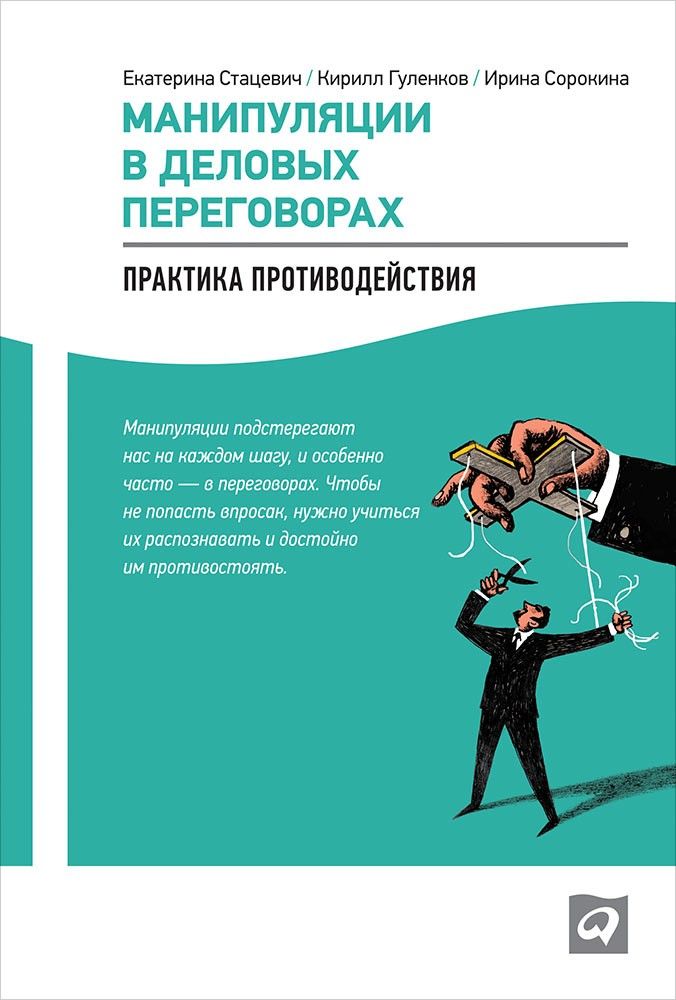 Екатерина Стацевич / Кирилл Гуленков / Ирина Сорокина
Манипуляции
в деловых
переговорах
ПРАКТИКА ПРОТИВОДЕЙСТВИЯ
Манипуляции подстерегают
нас на каждом шагу, и особенно
часто — в переговорах. Чтобы
не попасть впросак, нужно учиться
их распознавать и достойно
им противостоять.